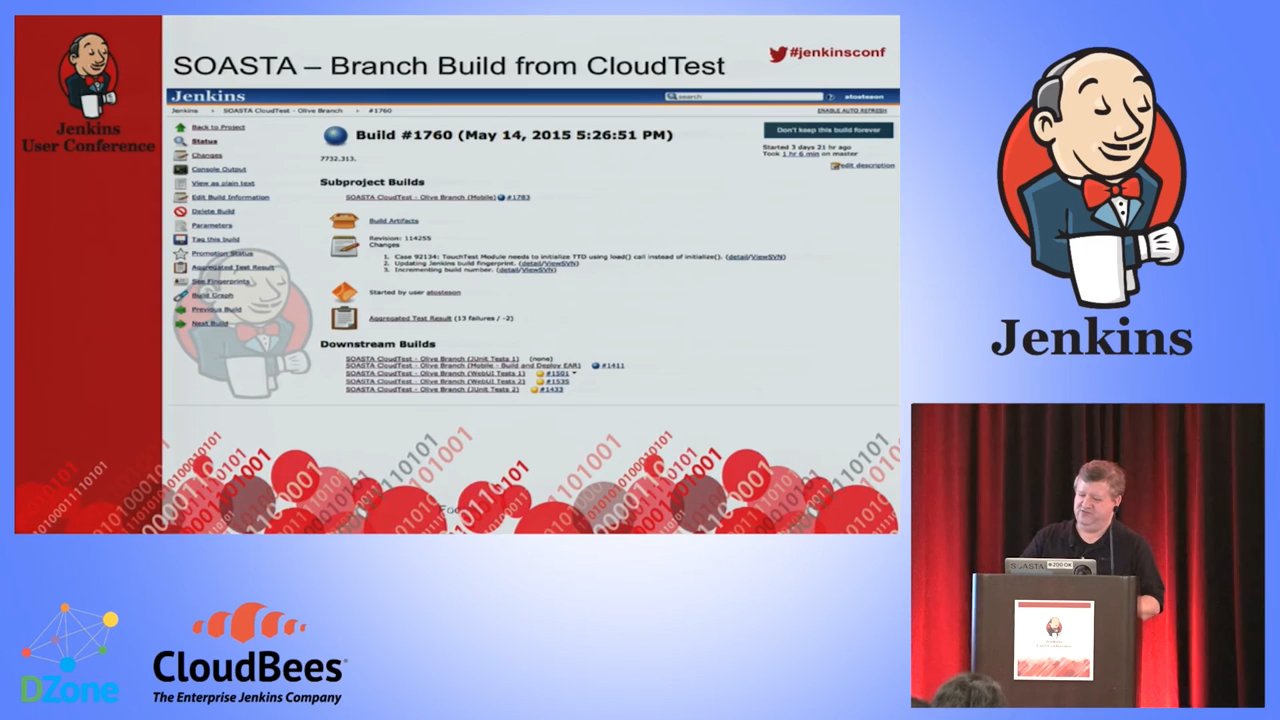 SOASTA – Branch Build from CloudTest
#jenkinsconf
Jenkins
User Conference
Jenkins
search
atosteson
Jenkins
SOASTA CloudTest - Olive Branch
#1760
ENABLE AUTO REFRESH
Back to Project
Status
Changes
Console Output
View as plain text
Edit Build Information
Delete Build
Parameters
Tag this build
Promotion Status
Aggregated Test Result
See Fingerprints
Build Graph
Previous Build
Next Build
Build #1760 (May 14, 2015 5:26:51 PM)
Don't keep this build forever
Started 3 days 21 hr ago
Took 1 hr 6 min on master
edit description
7732.313.
Subproject Builds
SOASTA CloudTest - Olive Branch (Mobile) #1783
Build Artifacts
Revision: 114255
Changes
1. Case 92134: TouchTest Module needs to initialize TTD using load() call instead of initialize(). (detail/ViewSVN)
2. Updating Jenkins build fingerprint. (detail/ViewSVN)
3. Incrementing build number. (detail/ViewSVN)
Started by user atosteson
Aggregated Test Result (13 failures / -2)
Downstream Builds
SOASTA CloudTest - Olive Branch (JUnit Tests 1) (none)
SOASTA CloudTest - Olive Branch (Mobile - Build and Deploy EAR) #1411
SOASTA CloudTest - Olive Branch (WebUI Tests 1) #1501
SOASTA CloudTest - Olive Branch (WebUI Tests 2) #1535
SOASTA CloudTest - Olive Branch (JUnit Tests 2) #1433
Jenkins
SOASTA
#200 OK
DZone
CloudBees
The Enterprise Jenkins Company